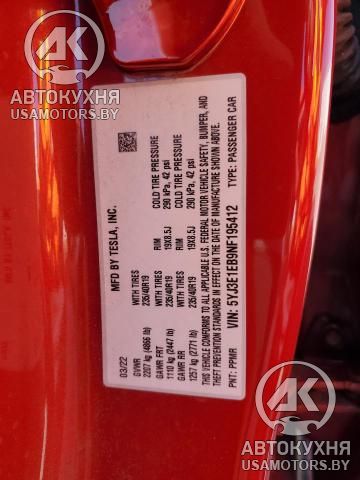 АВТОКУХНЯ
USAMOTORS.BY
MFD BY TESLA, INC.
03/22
GVWR
2207 kg (4866 lb)
GAWR FRT
1110 kg (2447 lb)
WITH TIRES
235/40R19
RIM
19X8.5J
COLD TIRE PRESSURE
290 kPa, 42 psi
GAWR RR
1257 kg (2771 lb)
WITH TIRES
235/40R19
RIM
19X8.5J
COLD TIRE PRESSURE
290 kPa, 42 psi
THIS VEHICLE CONFORMS TO ALL APPLICABLE U.S. FEDERAL MOTOR VEHICLE SAFETY, BUMPER, AND
THEFT PREVENTION STANDARDS IN EFFECT ON THE DATE OF MANUFACTURE SHOWN ABOVE.
VIN: 5YJ3E1EB9NF195412
TYPE: PASSENGER CAR
PNT: PPMR
АВТОКУХНЯ
USAMOTORS.BY